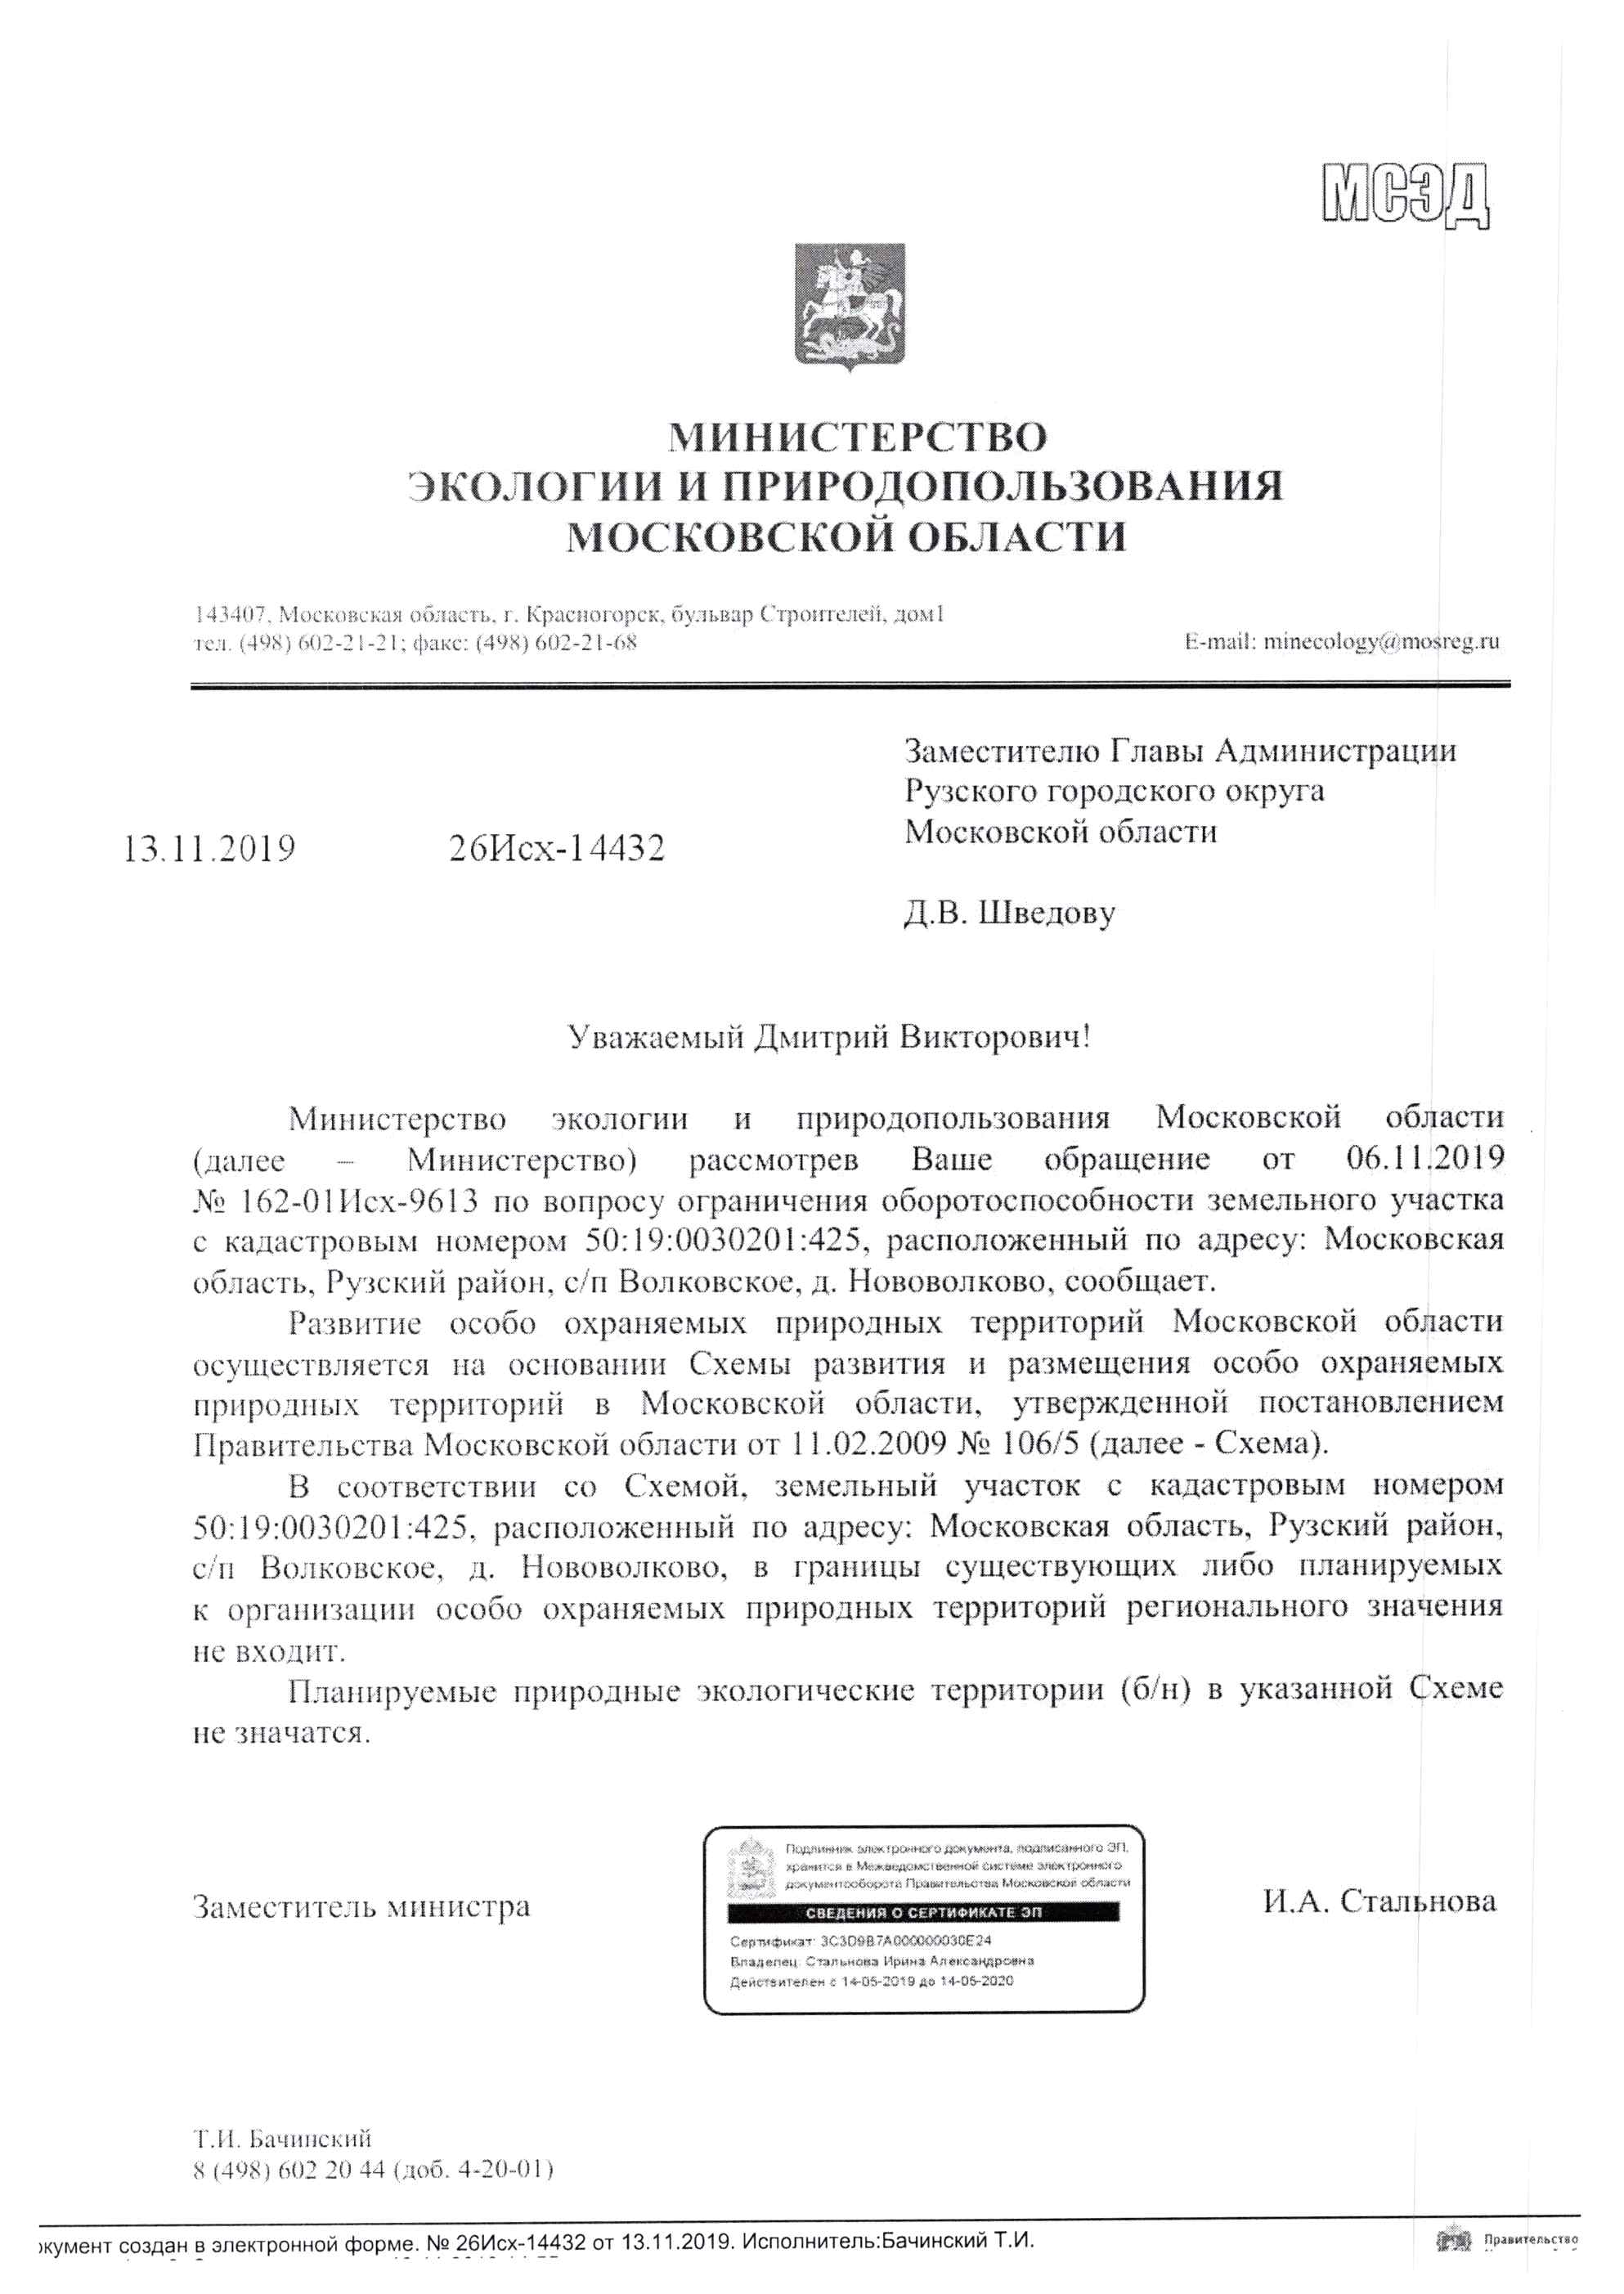 МСЭД
МИНИСТЕРСТВО
ЭКОЛОГИИ И ПРИРОДОПОЛЬЗОВАНИЯ
МОСКОВСКОЙ ОБЛАСТИ
143407, Московская область, г. Красногорск, бульвар Строителей, дом1
тел. (498) 602-21-21; факс: (498) 602-21-68
E-mail: minecology@mosreg.ru
Заместителю Главы Администрации
Рузского городского округа
Московской области
13.11.2019 26Исх-14432
Д.В. Шведову
Уважаемый Дмитрий Викторович!
Министерство экологии и природопользования Московской области
(далее – Министерство) рассмотрев Ваше обращение от 06.11.2019
№ 162-01Исх-9613 по вопросу ограничения оборотоспособности земельного участка
с кадастровым номером 50:19:0030201:425, расположенный по адресу: Московская
область, Рузский район, с/п Волковское, д. Нововолково, сообщает.
Развитие особо охраняемых природных территорий Московской области
осуществляется на основании Схемы развития и размещения особо охраняемых
природных территорий в Московской области, утвержденной постановлением
Правительства Московской области от 11.02.2009 № 106/5 (далее - Схема).
В соответствии со Схемой, земельный участок с кадастровым номером
50:19:0030201:425, расположенный по адресу: Московская область, Рузский район,
с/п Волковское, д. Нововолково, в границы существующих либо планируемых
к организации особо охраняемых природных территорий регионального значения
не входит.
Планируемые природные экологические территории (б/н) в указанной Схеме
не значатся.
Подлинник электронного документа, подписанного ЭП,
хранится в Межведомственной системе электронного
документооборота Правительства Московской области
СВЕДЕНИЯ О СЕРТИФИКАТЕ ЭП
Сертификат: 3C3D9B7A000000030E24
Владелец: Стальнова Ирина Александровна
Действителен с 14-05-2019 до 14-05-2020
Заместитель министра
И.А. Стальнова
Т.И. Бачинский
8 (498) 602 20 44 (доб. 4-20-01)
окумент создан в электронной форме. № 26Исх-14432 от 13.11.2019. Исполнитель:Бачинский Т.И.
Правительство